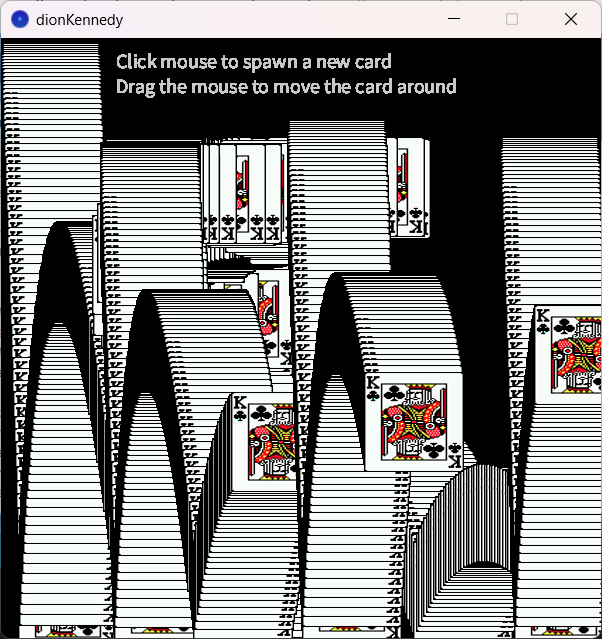 dionKennedy
Click mouse to spawn a new card
Drag the mouse to move the card around
K
K
K
K
K
K
K
K
K